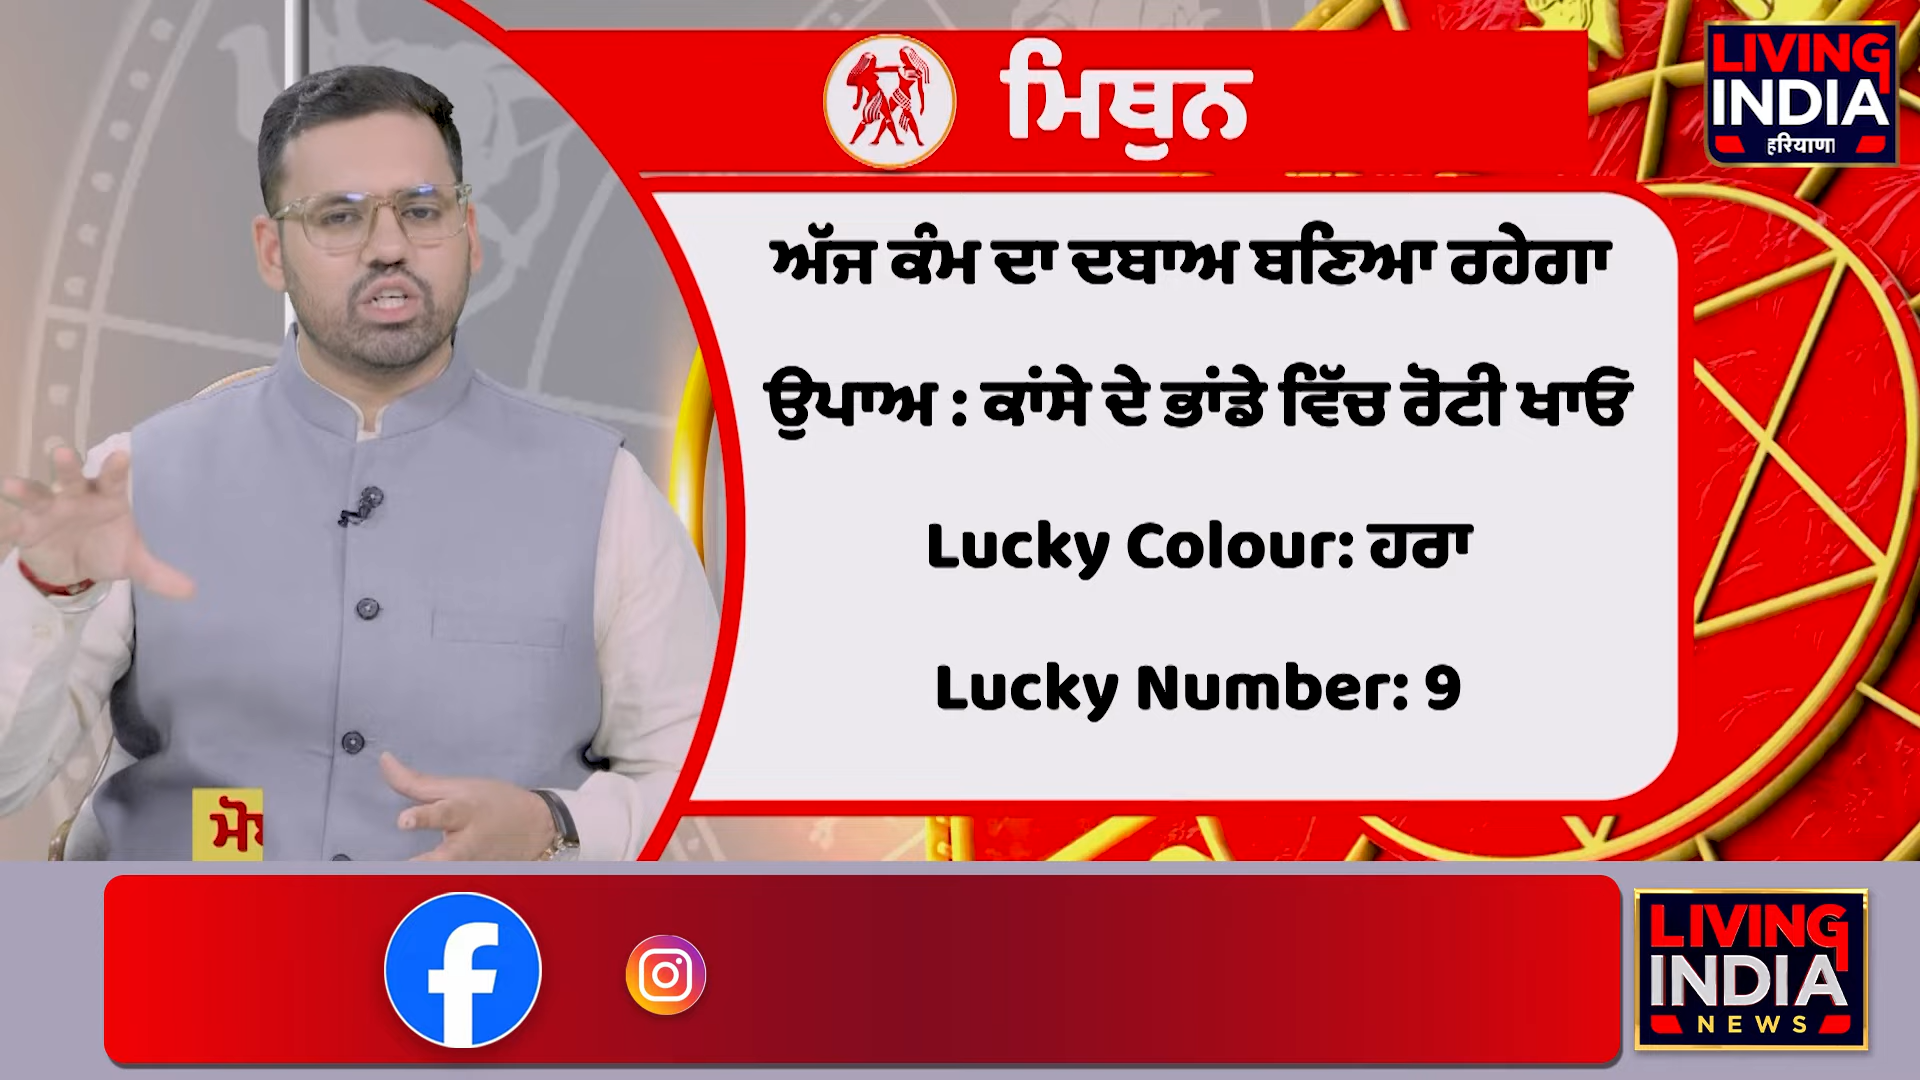 ਮਿਥੁਨ
LIVING
INDIA
हरियाणा
ਅੱਜ ਕੰਮ ਦਾ ਦਬਾਅ ਬਣਿਆ ਰਹੇਗਾ
ਉਪਾਅ : ਕਾਂਸੇ ਦੇ ਭਾਂਡੇ ਵਿੱਚ ਰੋਟੀ ਖਾਓ
Lucky Colour: ਹਰਾ
Lucky Number: 9
LIVING
INDIA
NEWS